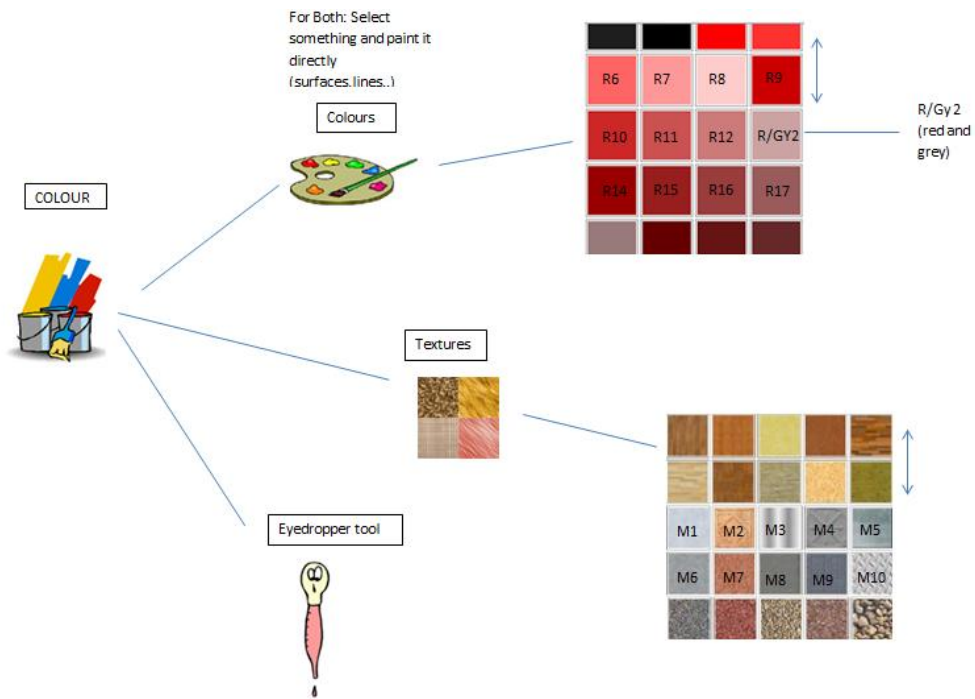 For Both: Select
something and paint it
directly
(surfaces,lines..)
Colours
COLOUR
R6 R7 R8 R9
R10 R11 R12 R/GY2
R14 R15 R16 R17
R/Gy 2
(red and
grey)
Textures
M1 M2 M3 M4 M5
M6 M7 M8 M9 M10
Eyedropper tool